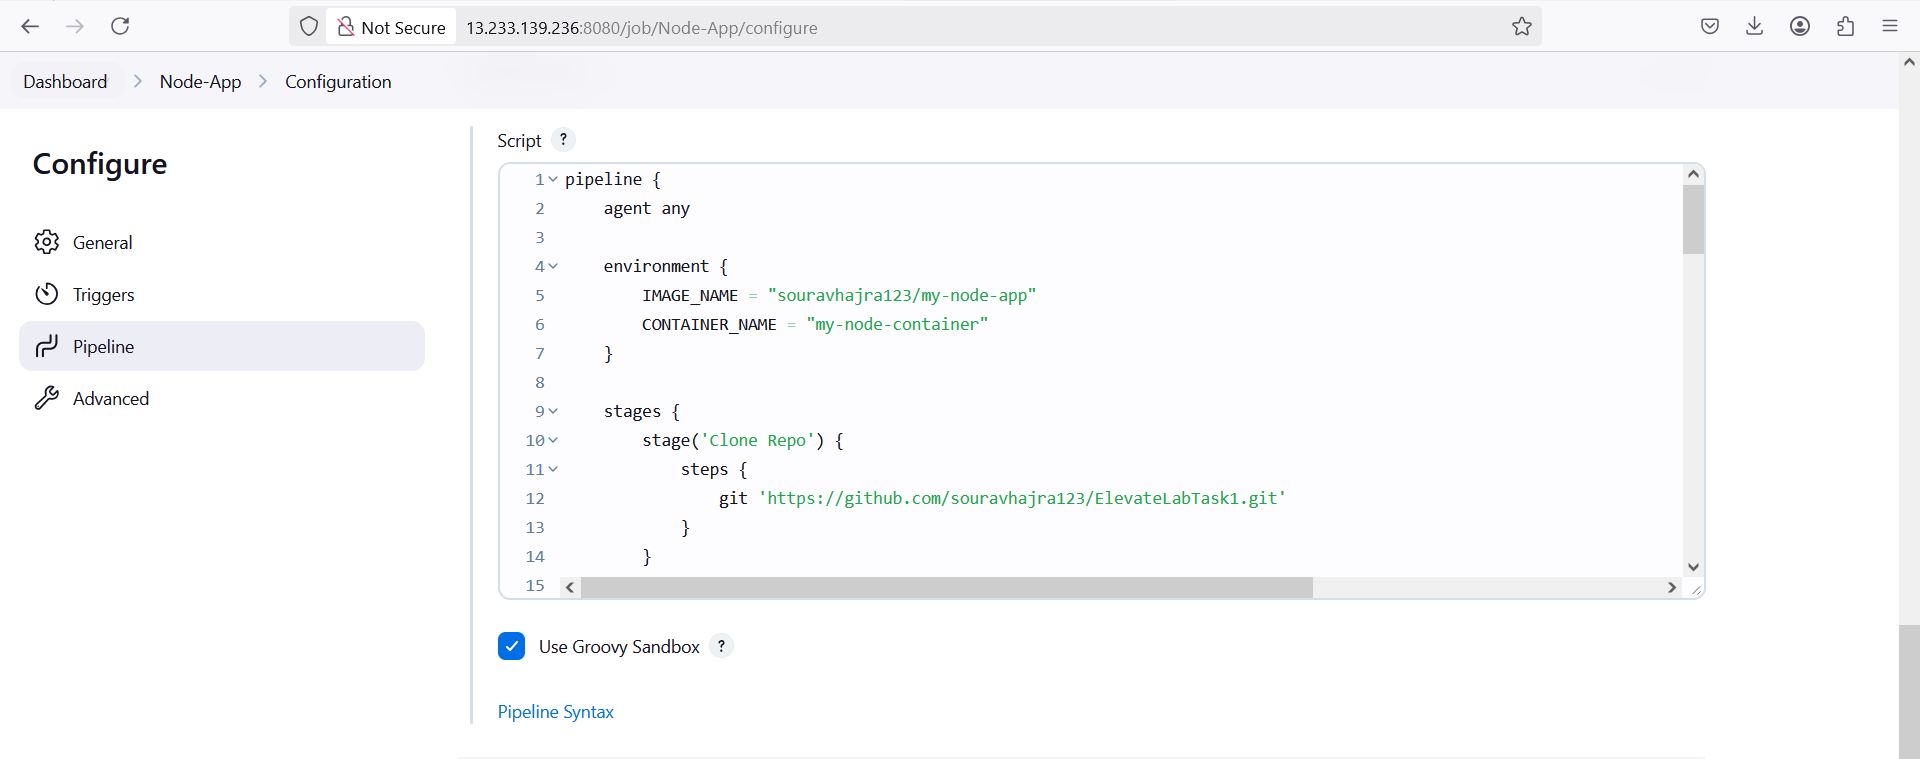 Not Secure 13.233.139.236:8080/job/Node-App/configure
Dashboard Node-App Configuration
Configure
General
Triggers
Pipeline
Advanced
Script ?
1 pipeline {
2     agent any
3
4     environment {
5         IMAGE_NAME = "souravhajra123/my-node-app"
6         CONTAINER_NAME = "my-node-container"
7     }
8
9     stages {
10         stage('Clone Repo') {
11             steps {
12                 git 'https://github.com/souravhajra123/ElevateLabTask1.git'
13             }
14         }
15
Use Groovy Sandbox ?
Pipeline Syntax